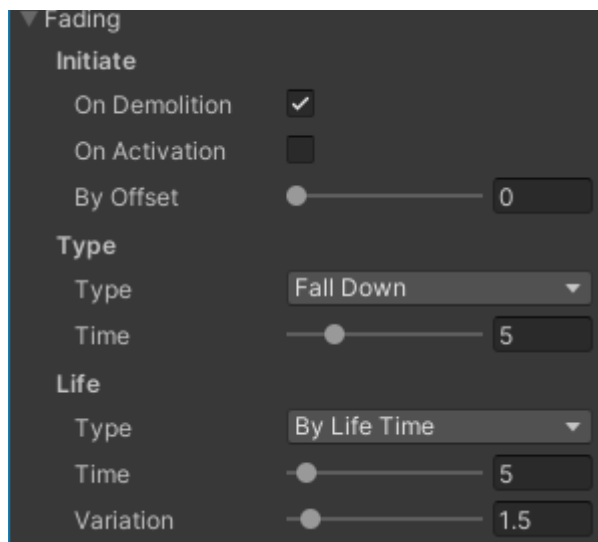 Fading
Initiate
On Demolition
On Activation
By Offset 0
Type
Type Fall Down
Time 5
Life
Type By Life Time
Time 5
Variation 1.5